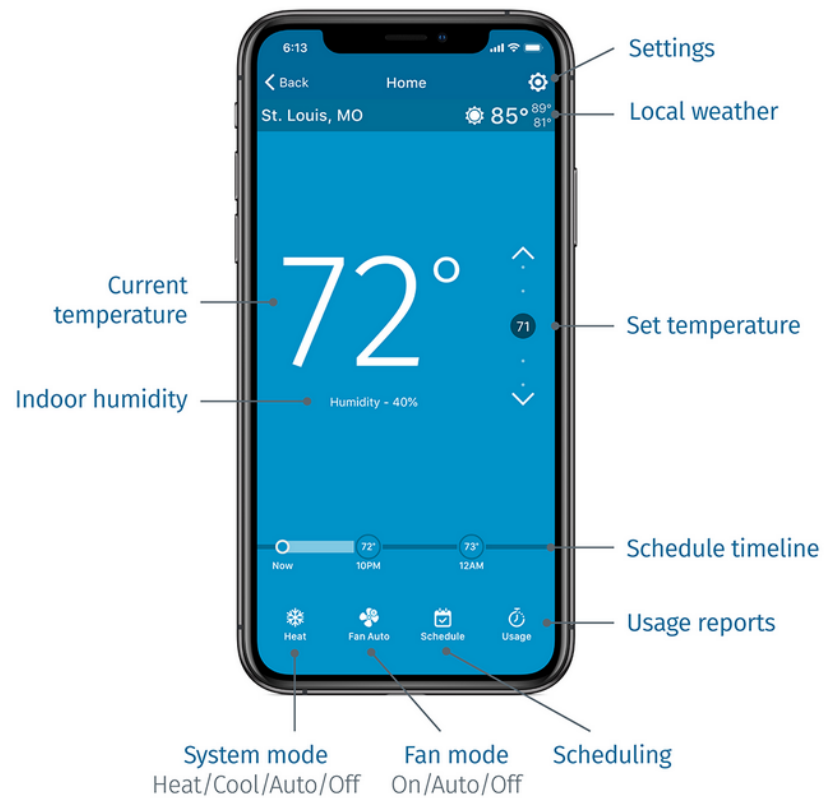 6:13
Back
Home
Settings
St. Louis, MO
85°
89°
81°
Local weather
72°
Current
temperature
71
Set temperature
Indoor humidity
Humidity - 40%
72°
73°
Now
10PM
12AM
Schedule timeline
Heat
Fan Auto
Schedule
Usage
Usage reports
System mode
Heat/Cool/Auto/Off
Fan mode
On/Auto/Off
Scheduling